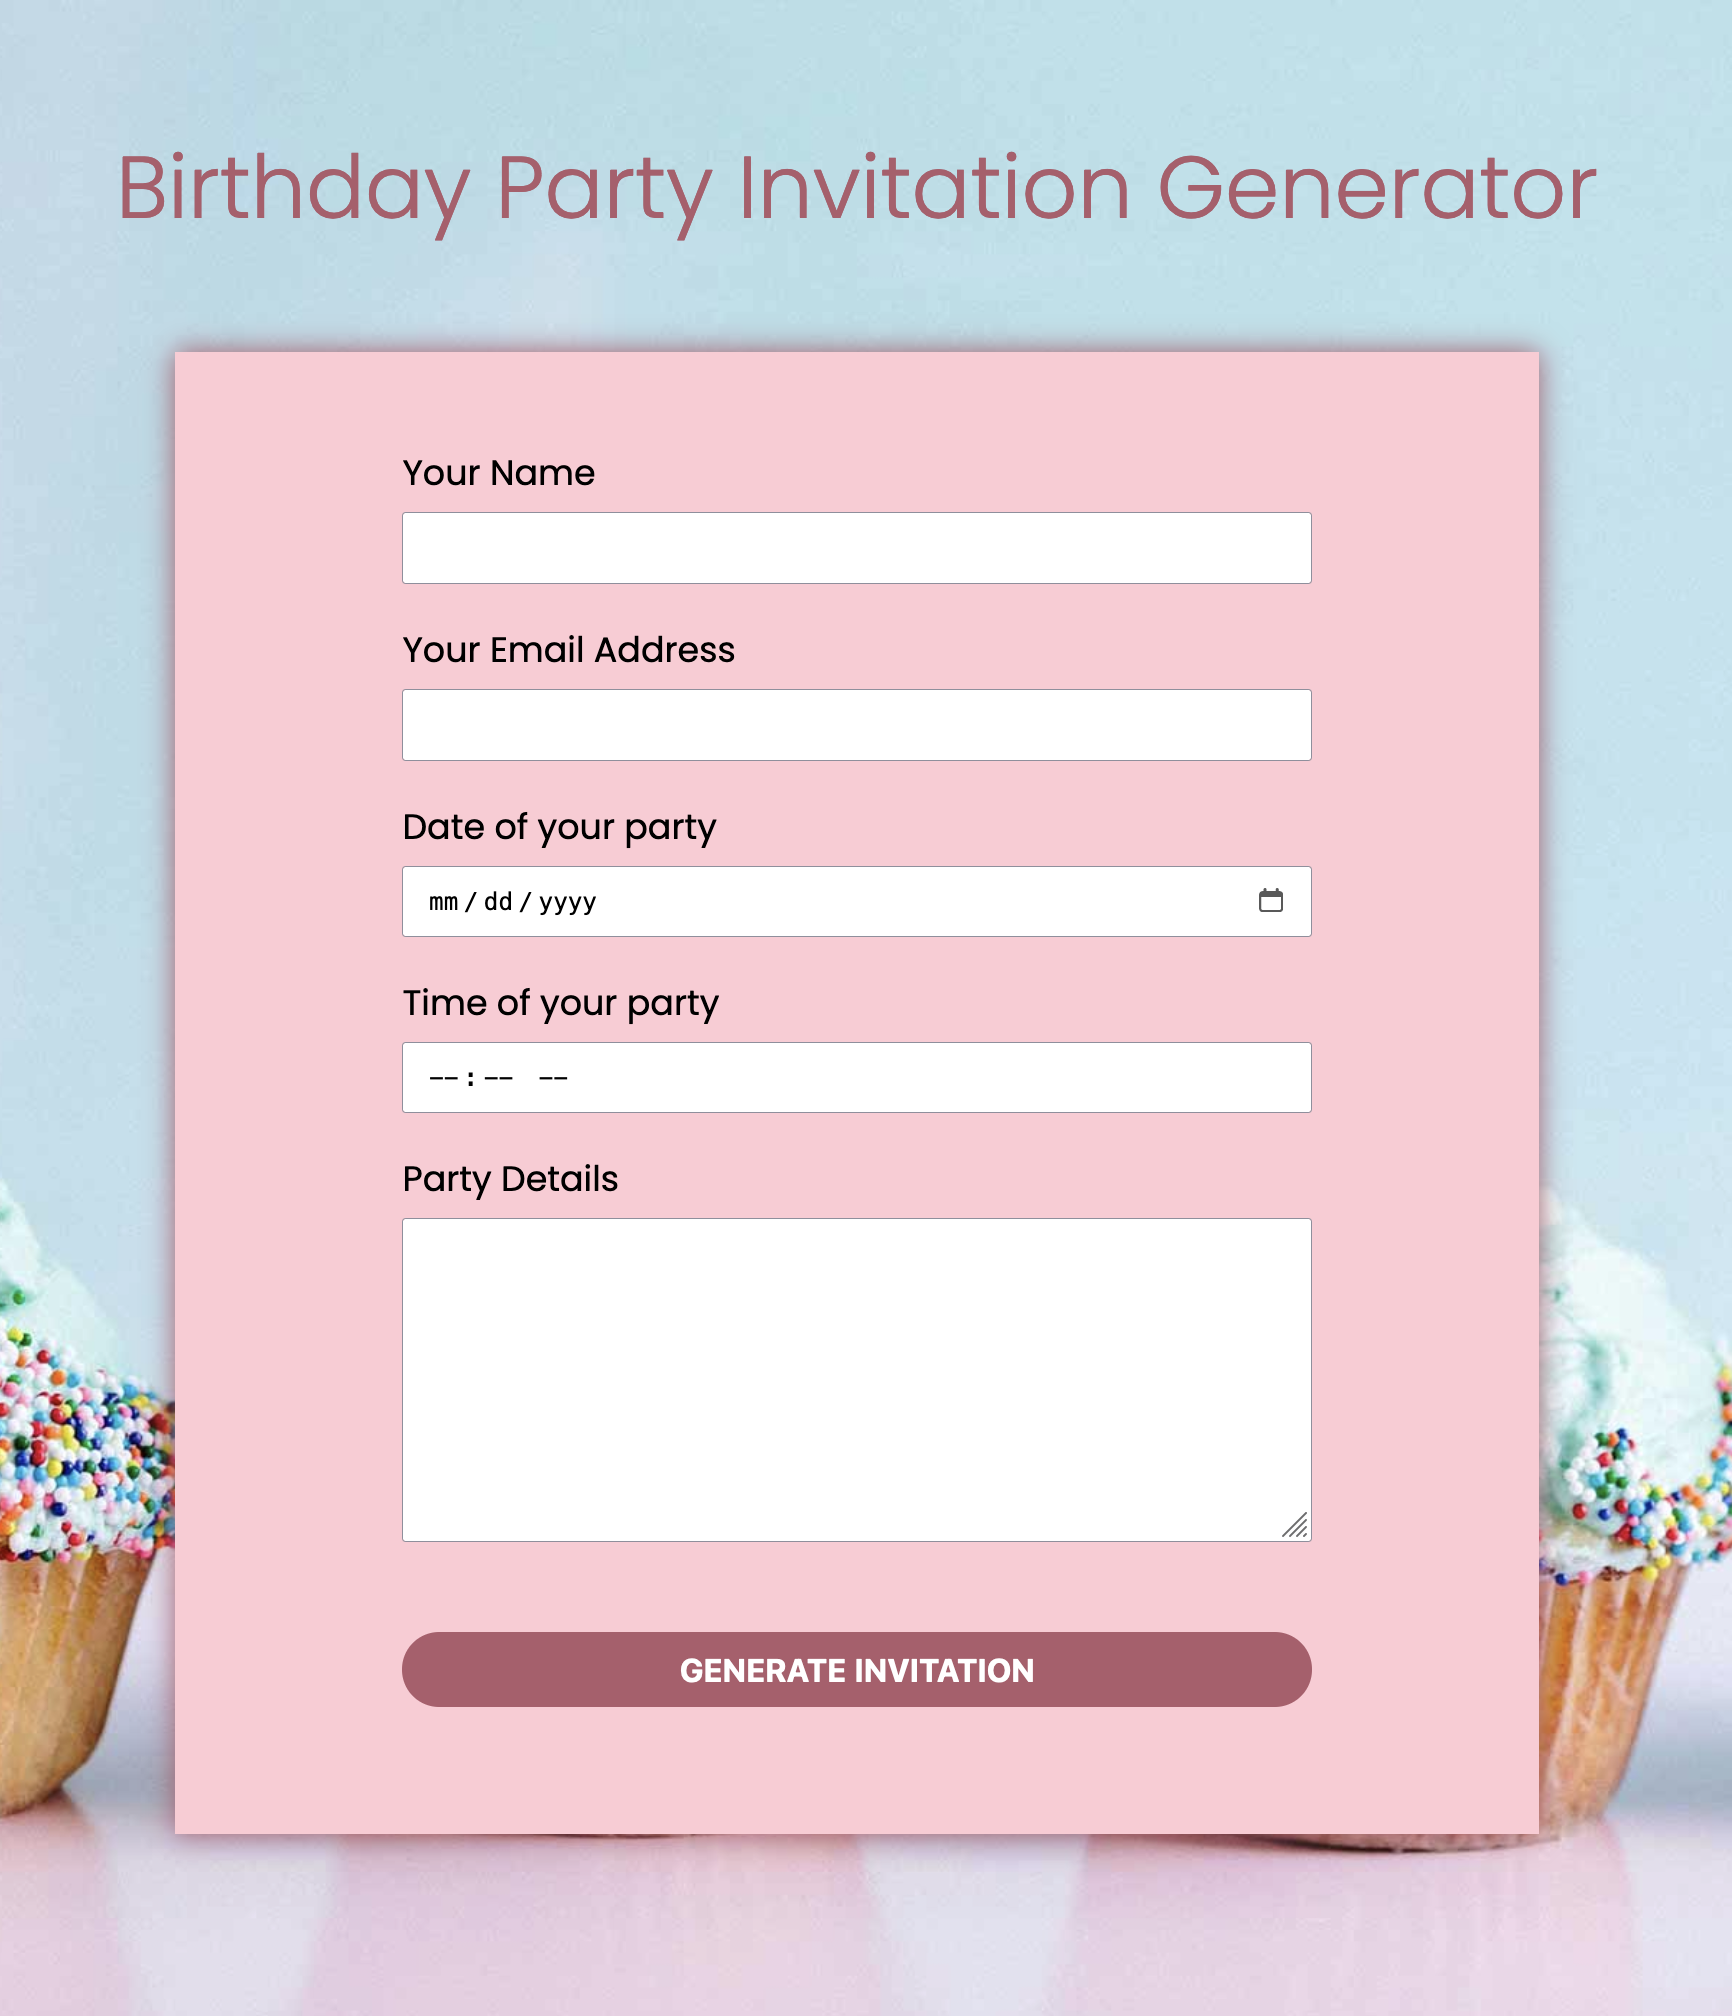 Birthday Party Invitation Generator
Your Name
Your Email Address
Date of your party
mm/dd/yyyy
Time of your party
--:-- --
Party Details
GENERATE INVITATION